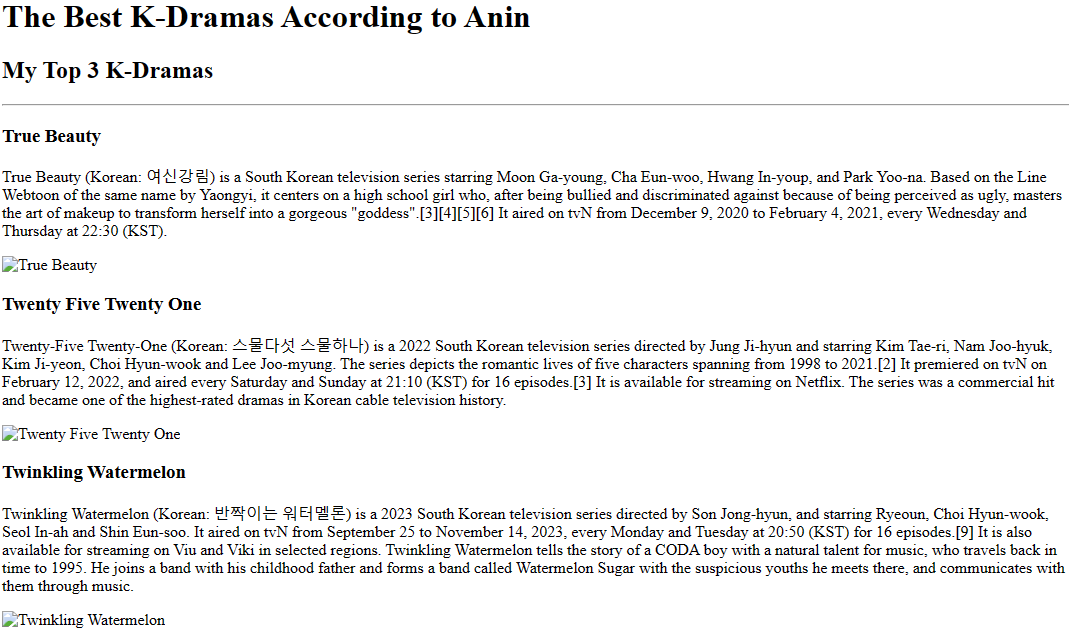 The Best K-Dramas According to Anin
My Top 3 K-Dramas
True Beauty
True Beauty (Korean: 여신강림) is a South Korean television series starring Moon Ga-young, Cha Eun-woo, Hwang In-youp, and Park Yoo-na. Based on the Line
Webtoon of the same name by Yaongyi, it centers on a high school girl who, after being bullied and discriminated against because of being perceived as ugly, masters
the art of makeup to transform herself into a gorgeous "goddess".[3][4][5][6] It aired on tvN from December 9, 2020 to February 4, 2021, every Wednesday and
Thursday at 22:30 (KST).
True Beauty
Twenty Five Twenty One
Twenty-Five Twenty-One (Korean: 스물다섯 스물하나) is a 2022 South Korean television series directed by Jung Ji-hyun and starring Kim Tae-ri, Nam Joo-hyuk,
Kim Ji-yeon, Choi Hyun-wook and Lee Joo-myung. The series depicts the romantic lives of five characters spanning from 1998 to 2021.[2] It premiered on tvN on
February 12, 2022, and aired every Saturday and Sunday at 21:10 (KST) for 16 episodes.[3] It is available for streaming on Netflix. The series was a commercial hit
and became one of the highest-rated dramas in Korean cable television history.
Twenty Five Twenty One
Twinkling Watermelon
Twinkling Watermelon (Korean: 반짝이는 워터멜론) is a 2023 South Korean television series directed by Son Jong-hyun, and starring Ryeoun, Choi Hyun-wook,
Seol In-ah and Shin Eun-soo. It aired on tvN from September 25 to November 14, 2023, every Monday and Tuesday at 20:50 (KST) for 16 episodes.[9] It is also
available for streaming on Viu and Viki in selected regions. Twinkling Watermelon tells the story of a CODA boy with a natural talent for music, who travels back in
time to 1995. He joins a band with his childhood father and forms a band called Watermelon Sugar with the suspicious youths he meets there, and communicates with
them through music.
Twinkling Watermelon